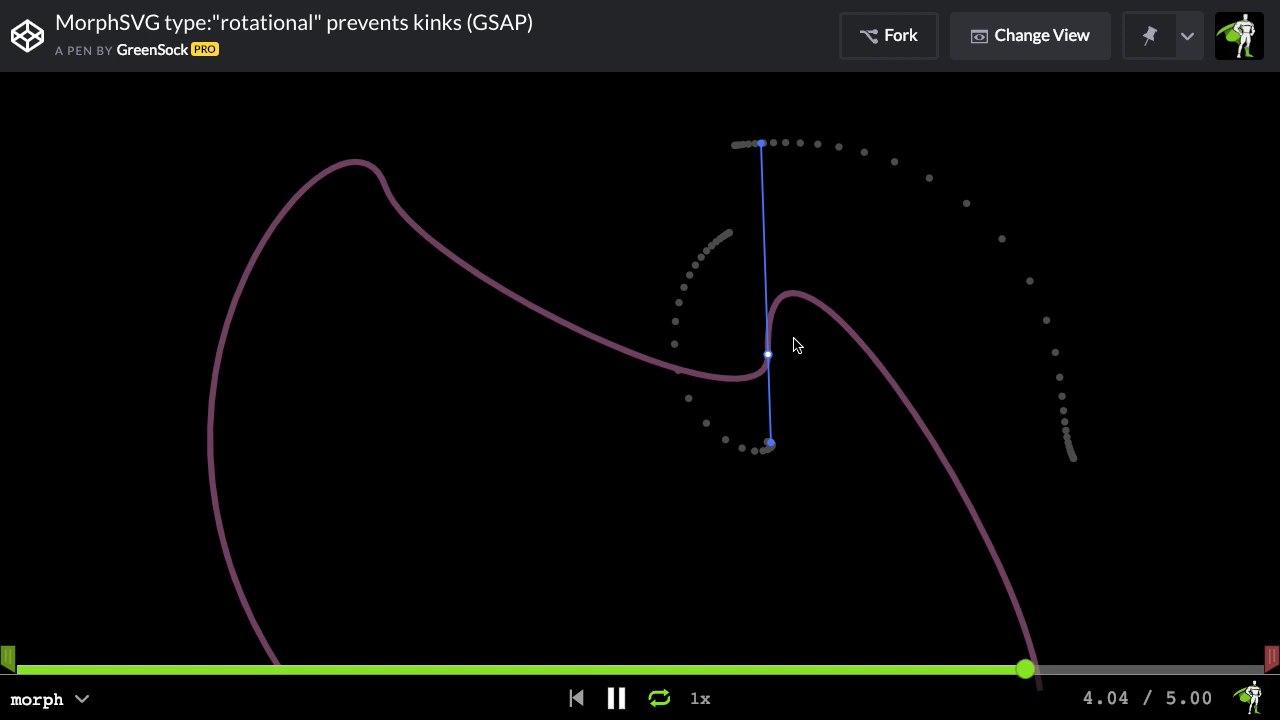 MorphSVG type:"rotational" prevents kinks (GSAP)
A PEN BY GreenSock PRO
Fork
Change View
morph
1x
4.04 / 5.00